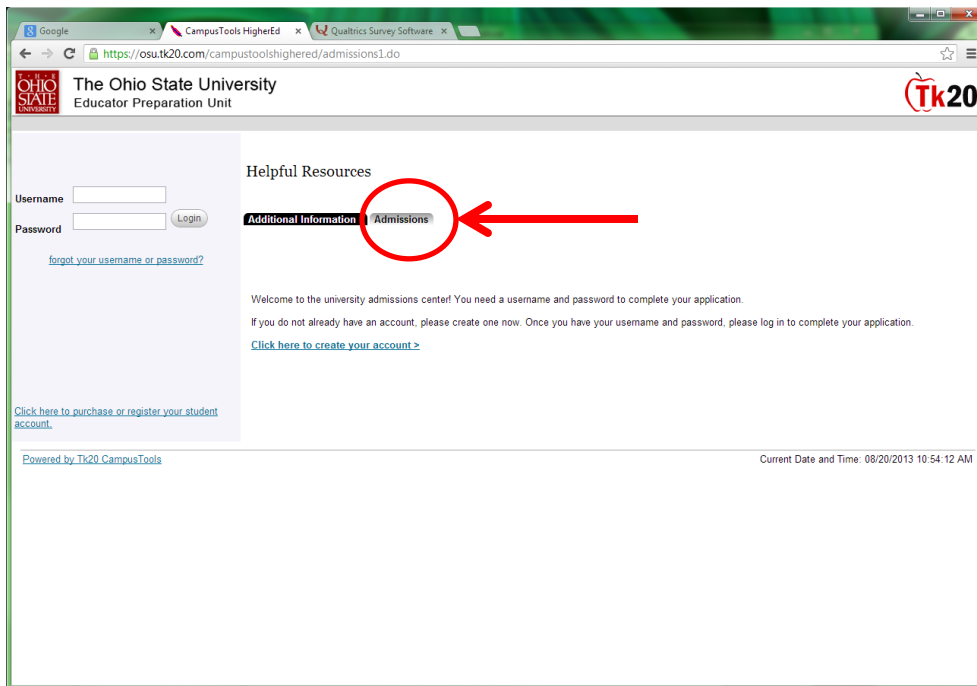 Google
CampusTools HigherEd
Qualtrics Survey Software
https://osu.tk20.com/campustoolshighered/admissions1.do
T·H·E
OHIO
STATE
UNIVERSITY
The Ohio State University
Educator Preparation Unit
Tk20
Helpful Resources
Username
Password
Login
Additional Information
Admissions
forgot your username or password?
Welcome to the university admissions center! You need a username and password to complete your application.
If you do not already have an account, please create one now. Once you have your username and password, please log in to complete your application.
Click here to create your account >
Click here to purchase or register your student
account.
Powered by Tk20 CampusTools
Current Date and Time: 08/20/2013 10:54:12 AM